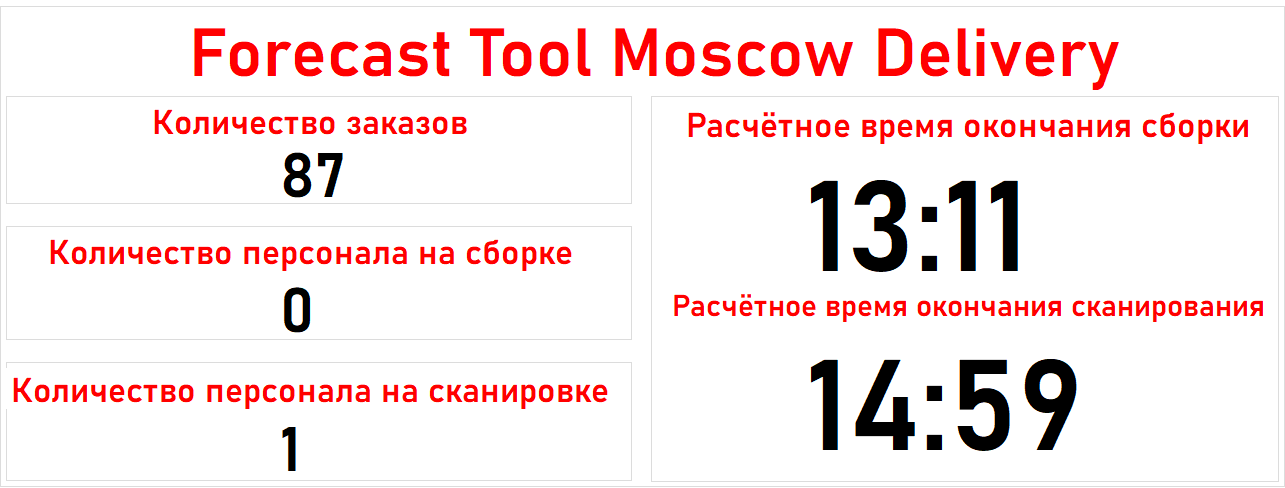 Forecast Tool Moscow Delivery
Количество заказов
87
Количество персонала на сборке
0
Количество персонала на сканировке
1
Расчётное время окончания сборки
13:11
Расчётное время окончания сканирования
14:59